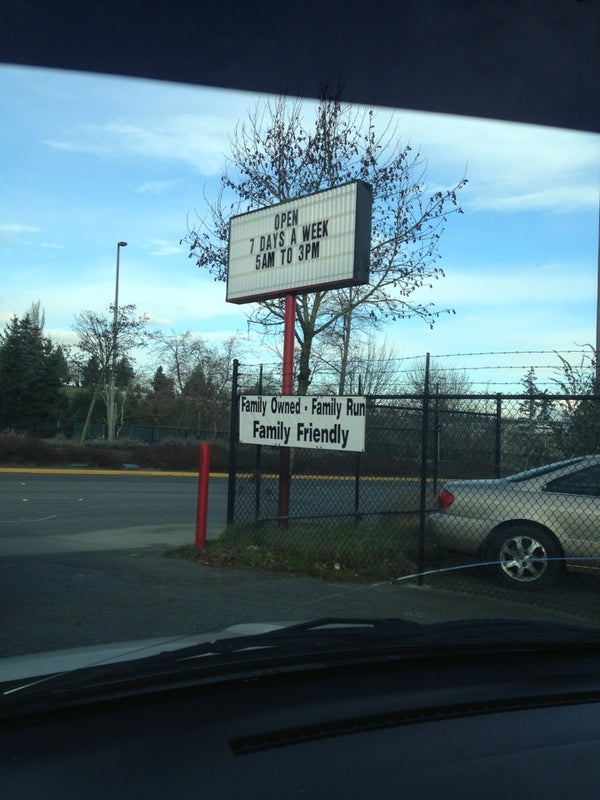 OPEN
7 DAYS A WEEK
5AM TO 3PM
Family Owned - Family Run
Family Friendly